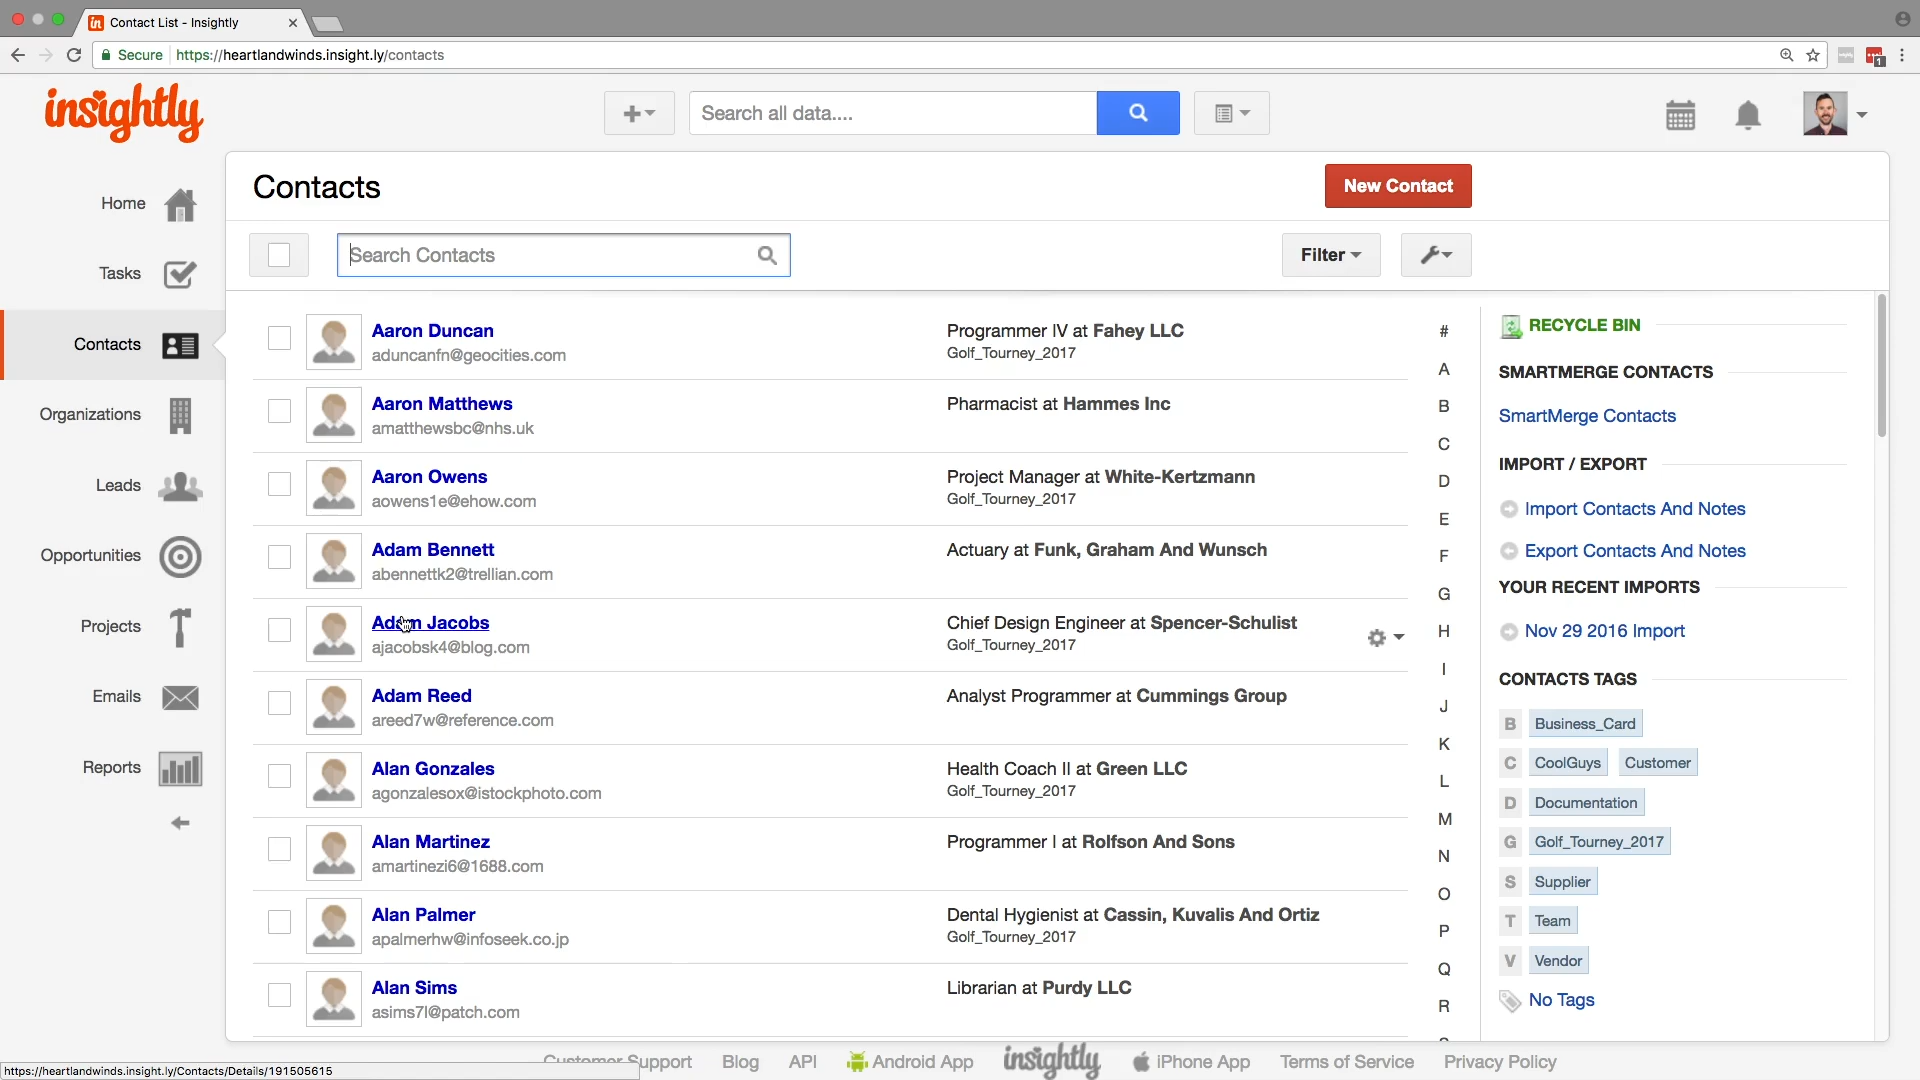 Contact List - Insightly
Secure https://heartlandwinds.insight.ly/contacts
1
insightly
Search all data....
Home
Tasks
Contacts
Organizations
Leads
Opportunities
Projects
Emails
Reports
Contacts
New Contact
Search Contacts
Filter
Aaron Duncan
aduncanfn@geocities.com
Programmer IV at Fahey LLC
Golf_Tourney_2017
Aaron Matthews
amatthewsbc@nhs.uk
Pharmacist at Hammes Inc
Aaron Owens
aowens1e@ehow.com
Project Manager at White-Kertzmann
Golf_Tourney_2017
Adam Bennett
abennettk2@trellian.com
Actuary at Funk, Graham And Wunsch
Adam Jacobs
ajacobsk4@blog.com
Chief Design Engineer at Spencer-Schulist
Golf_Tourney_2017
Adam Reed
areed7w@reference.com
Analyst Programmer at Cummings Group
Alan Gonzales
agonzalesox@istockphoto.com
Health Coach II at Green LLC
Golf_Tourney_2017
Alan Martinez
amartinezi6@1688.com
Programmer I at Rolfson And Sons
Alan Palmer
apalmerhw@infoseek.co.jp
Dental Hygienist at Cassin, Kuvalis And Ortiz
Golf_Tourney_2017
Alan Sims
asims7l@patch.com
Librarian at Purdy LLC
#
A
B
C
D
E
F
G
H
I
J
K
L
M
N
O
P
Q
R
RECYCLE BIN
SMARTMERGE CONTACTS
SmartMerge Contacts
IMPORT / EXPORT
Import Contacts And Notes
Export Contacts And Notes
YOUR RECENT IMPORTS
Nov 29 2016 Import
CONTACTS TAGS
B Business_Card
C CoolGuys Customer
D Documentation
G Golf_Tourney_2017
S Supplier
T Team
V Vendor
No Tags
Customer Support Blog API Android App insightly iPhone App Terms of Service Privacy Policy
https://heartlandwinds.insight.ly/Contacts/Details/191505615